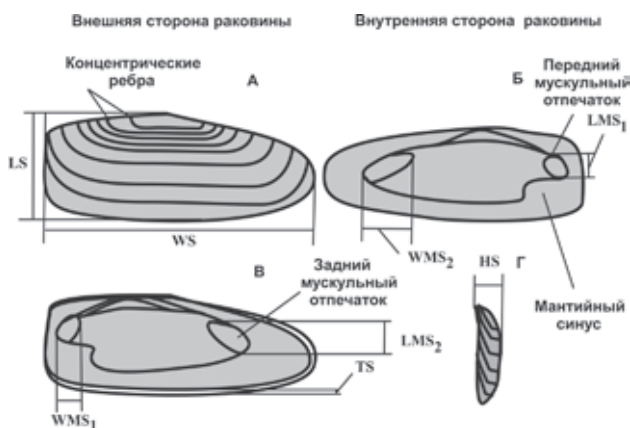 Внешняя сторона раковины
Внутренняя сторона раковины
Концентрические
ребра
А
Б
Передний
мускульный
отпечаток
LMS1
LS
WS
WMS2
HS
Г
Мантийный
синус
В
Задний
мускульный
отпечаток
LMS2
TS
WMS1